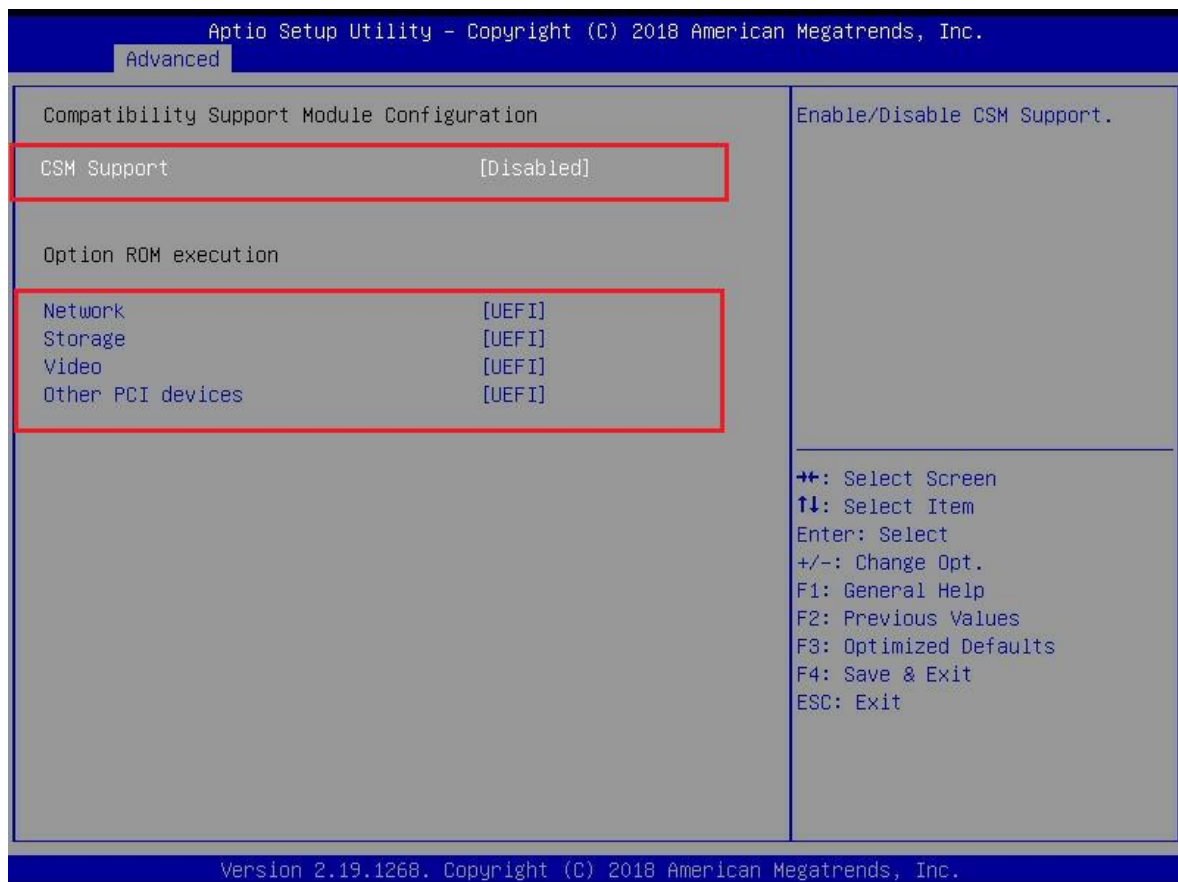 Aptio Setup Utility – Copyright (C) 2018 American Megatrends, Inc.
Advanced
Compatibility Support Module Configuration
CSM Support [Disabled]
Option ROM execution
Network [UEFI]
Storage [UEFI]
Video [UEFI]
Other PCI devices [UEFI]
Enable/Disable CSM Support.
→←: Select Screen
↑↓: Select Item
Enter: Select
+/-: Change Opt.
F1: General Help
F2: Previous Values
F3: Optimized Defaults
F4: Save & Exit
ESC: Exit
Version 2.19.1268. Copyright (C) 2018 American Megatrends, Inc.